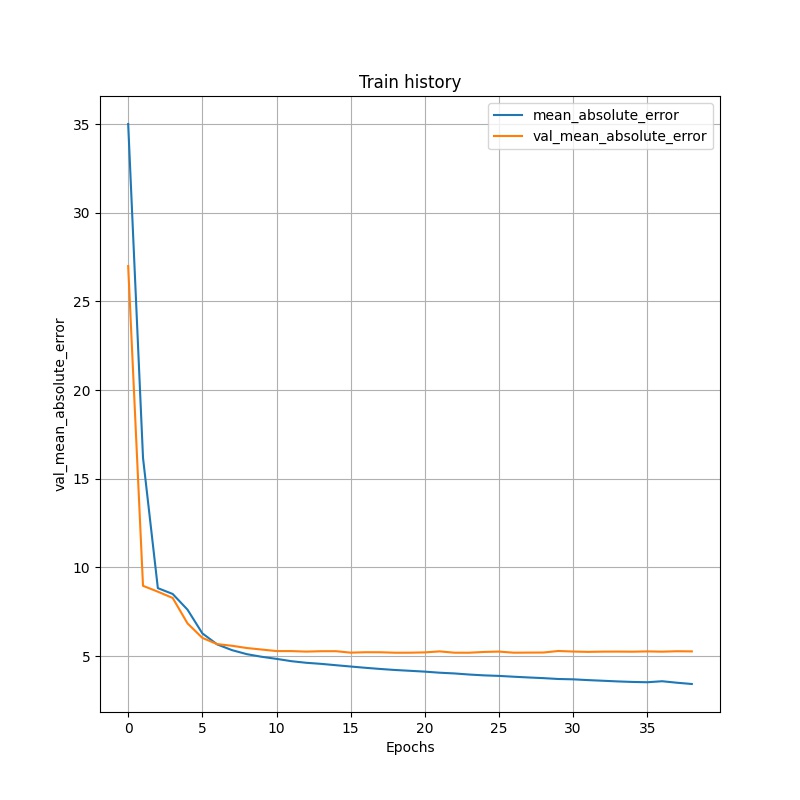 Train history
mean_absolute_error
val_mean_absolute_error
val_mean_absolute_error
35
30
25
20
15
10
5
0 5 10 15 20 25 30 35
Epochs